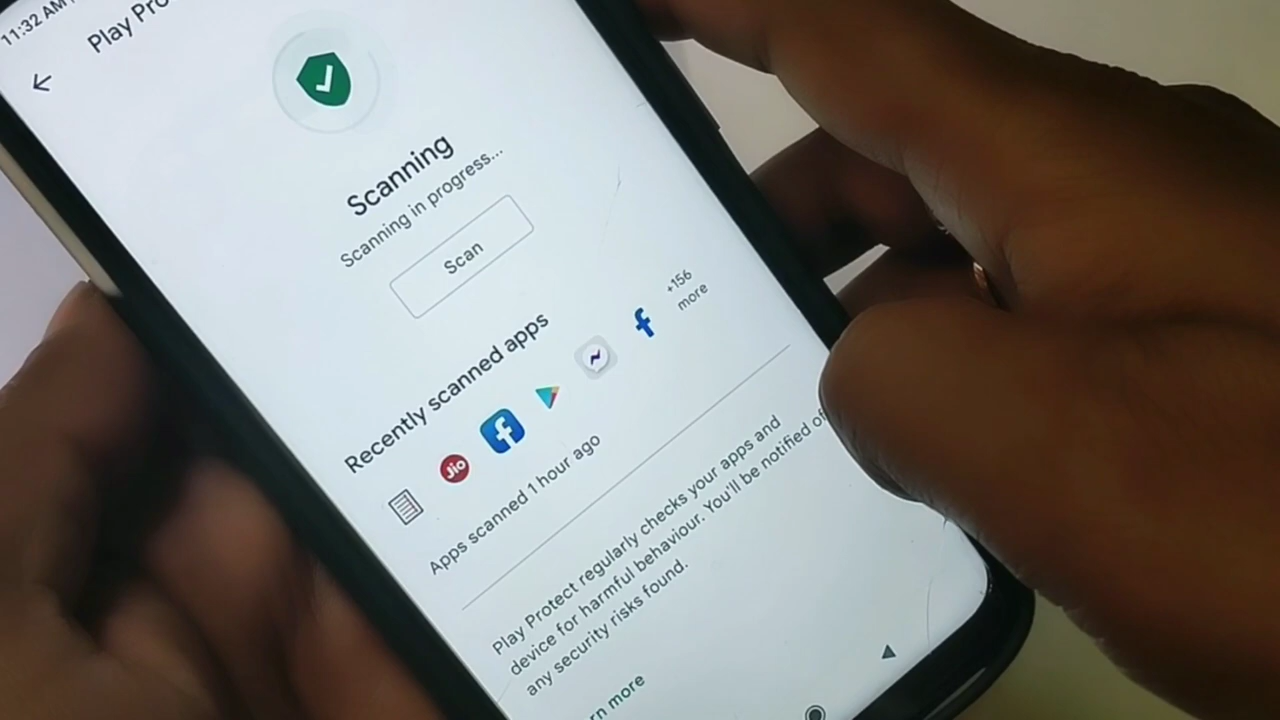 11:32 AM
Play Pro
Scanning
Scanning in progress...
Scan
Recently scanned apps
Jio
+156
more
Apps scanned 1 hour ago
Play Protect regularly checks your apps and
device for harmful behaviour. You'll be notified of
any security risks found.
rn more